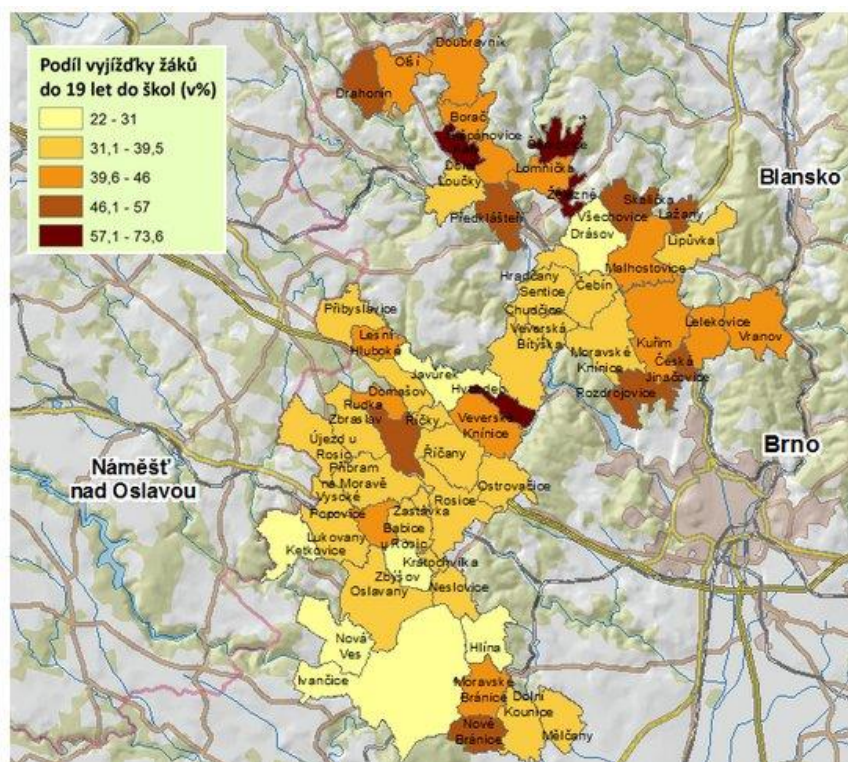 Podíl vyjížďky žáků
do 19 let do škol (v%)
22 - 31
31,1 - 39,5
39,6 - 46
46,1 - 57
57,1 - 73,6
Doubravník
Osí
Drahonín
Borač
Štěpánovice
Lomnička
Loučky
Železné
Předklášteří
Blansko
Skalička
Všechovice
Lažany
Drásov
Lipůvka
Malhostovice
Hradčany
Sentice
Čebín
Chudčice
Přibyslavice
Veverská
Bítýška
Lelekovice
Vranov
Kuřim
Lesní
Hluboké
Moravské
Knínice
Česká
Javůrek
Jinačovice
Rozdrojovice
Domašov
Rudka
Zbraslav
Říčky
Veverské
Knínice
Brno
Újezd u
Rosic
Říčany
Náměšť
nad Oslavou
Příbram
na Moravě
Ostrovačice
Vysoké
Popovice
Rosice
Zastávka
Babice
u Rosic
Lukovany
Ketkovice
Kratochvilka
Zbýšov
Neslovice
Oslavany
Nová
Ves
Hlína
Ivančice
Moravské
Bránice
Dolní
Kounice
Nové
Bránice
Mělčany